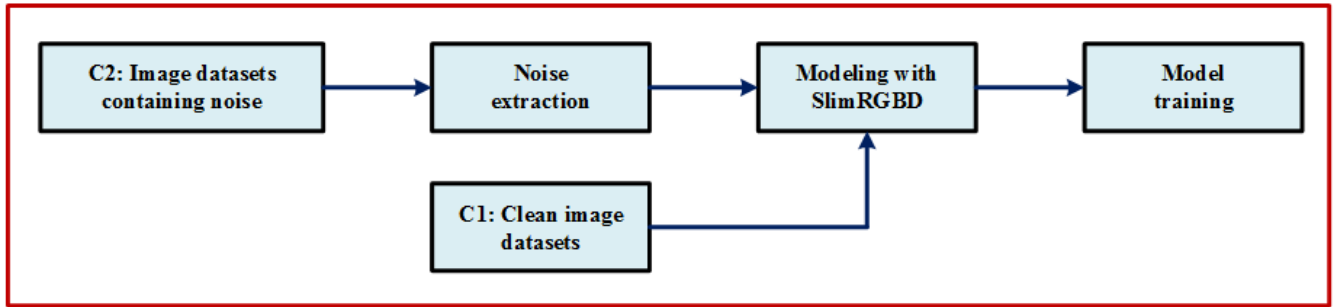 C2: Image datasets
containing noise
Noise
extraction
Modeling with
SlimRGBD
Model
training
C1: Clean image
datasets